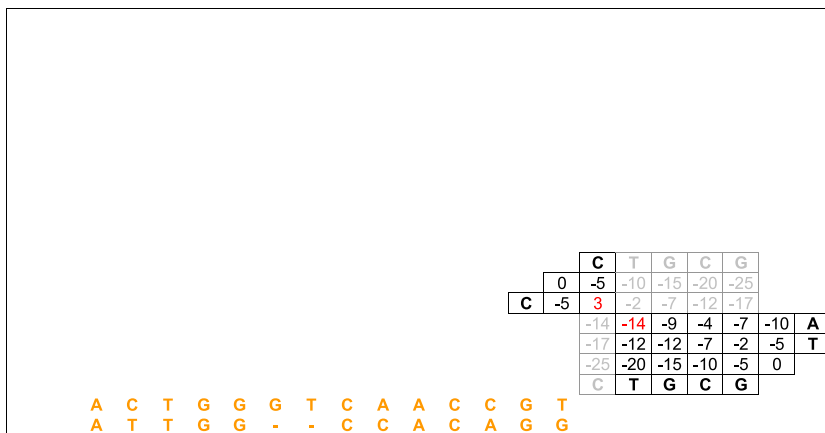 C T G C G
0 -5 -10 -15 -20 -25
C -5 3 -2 -7 -12 -17
-14 -14 -9 -4 -7 -10 A
-17 -12 -12 -7 -2 -5 T
-25 -20 -15 -10 -5 0
C T G C G
A C T G G G T C A A C C G T
A T T G G - - C C A C A G G